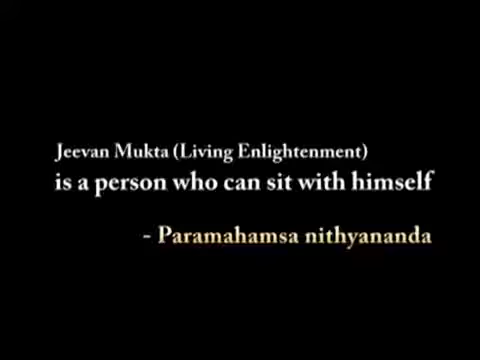 Jeevan Mukta (Living Enlightenment)
is a person who can sit with himself
- Paramahamsa nithyananda